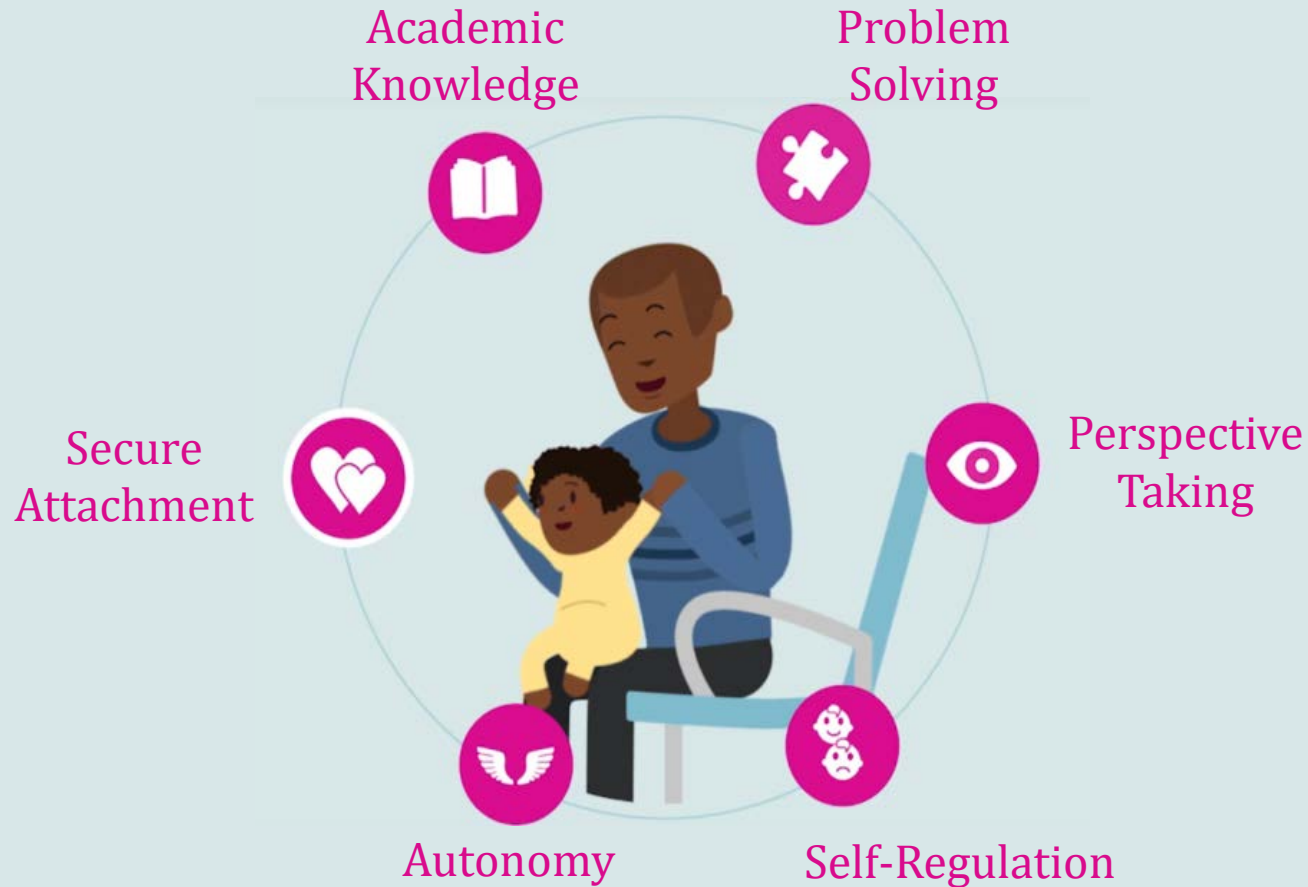 Academic
Knowledge
Problem
Solving
Secure
Attachment
Perspective
Taking
Autonomy
Self-Regulation